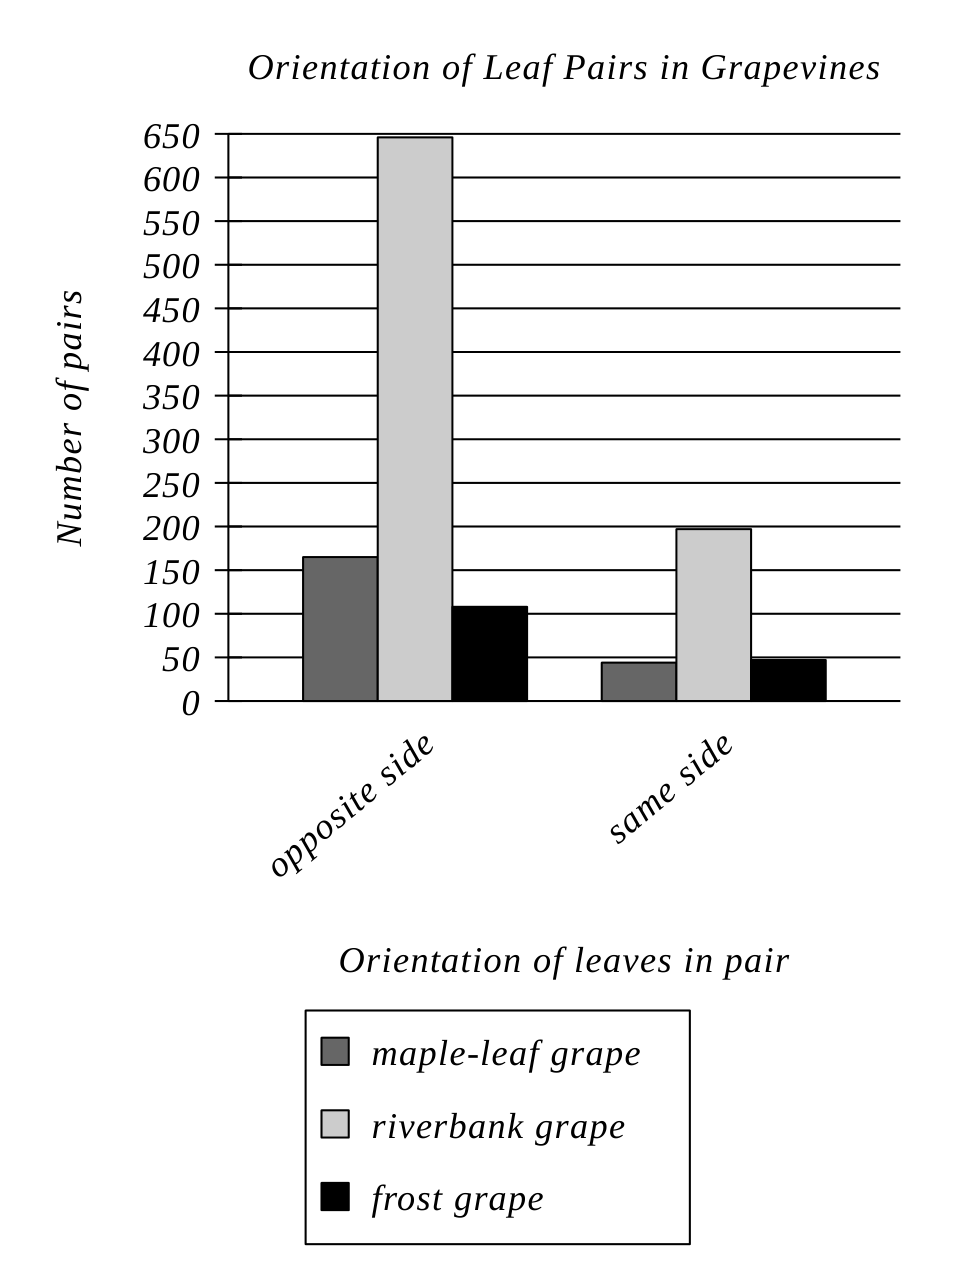 Orientation of Leaf Pairs in Grapevines
650
600
550
500
450
400
350
300
250
200
150
100
50
0
Number of pairs
opposite side
same side
Orientation of leaves in pair
maple-leaf grape
riverbank grape
frost grape